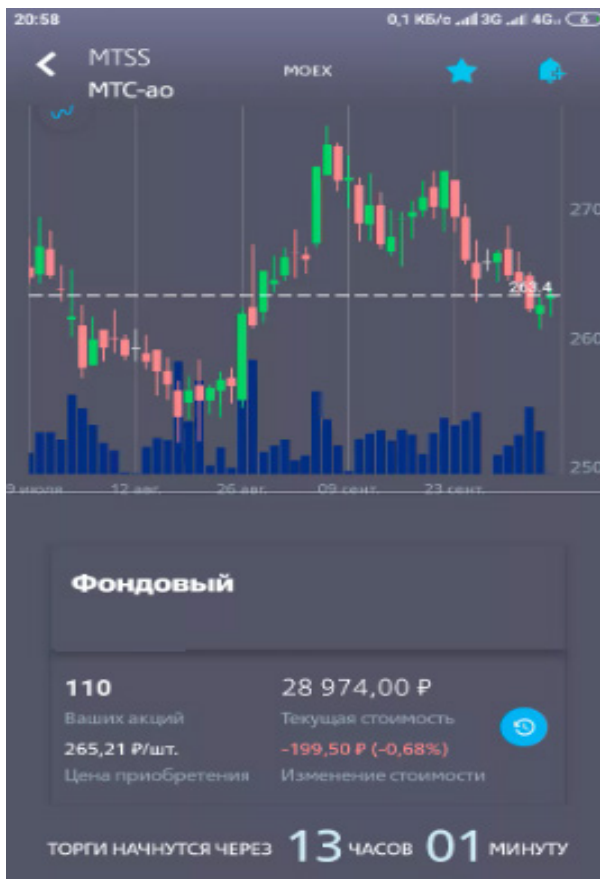 20:58 0,1 КБ/с 3G 4G 6
MTSS
МТС-ао
MOEX
270
263.4
260
250
9 июля 12 авг. 26 авг. 09 сент. 23 сент.
Фондовый
110 28 974,00 ₽
Ваших акций Текущая стоимость
265,21 ₽/шт. -199,50 ₽ (-0,68%)
Цена приобретения Изменение стоимости
ТОРГИ НАЧНУТСЯ ЧЕРЕЗ 13 ЧАСОВ 01 МИНУТУ